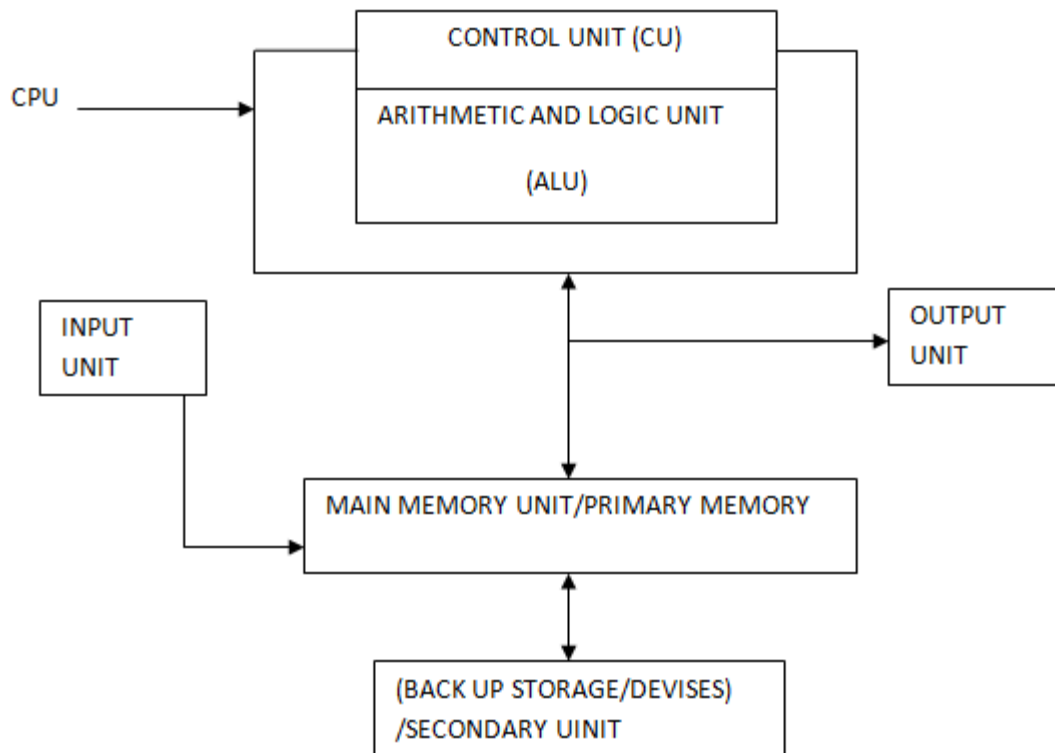 CONTROL UNIT (CU)
CPU
ARITHMETIC AND LOGIC UNIT
(ALU)
INPUT
UNIT
OUTPUT
UNIT
MAIN MEMORY UNIT/PRIMARY MEMORY
(BACK UP STORAGE/DEVISES)
/SECONDARY UINIT